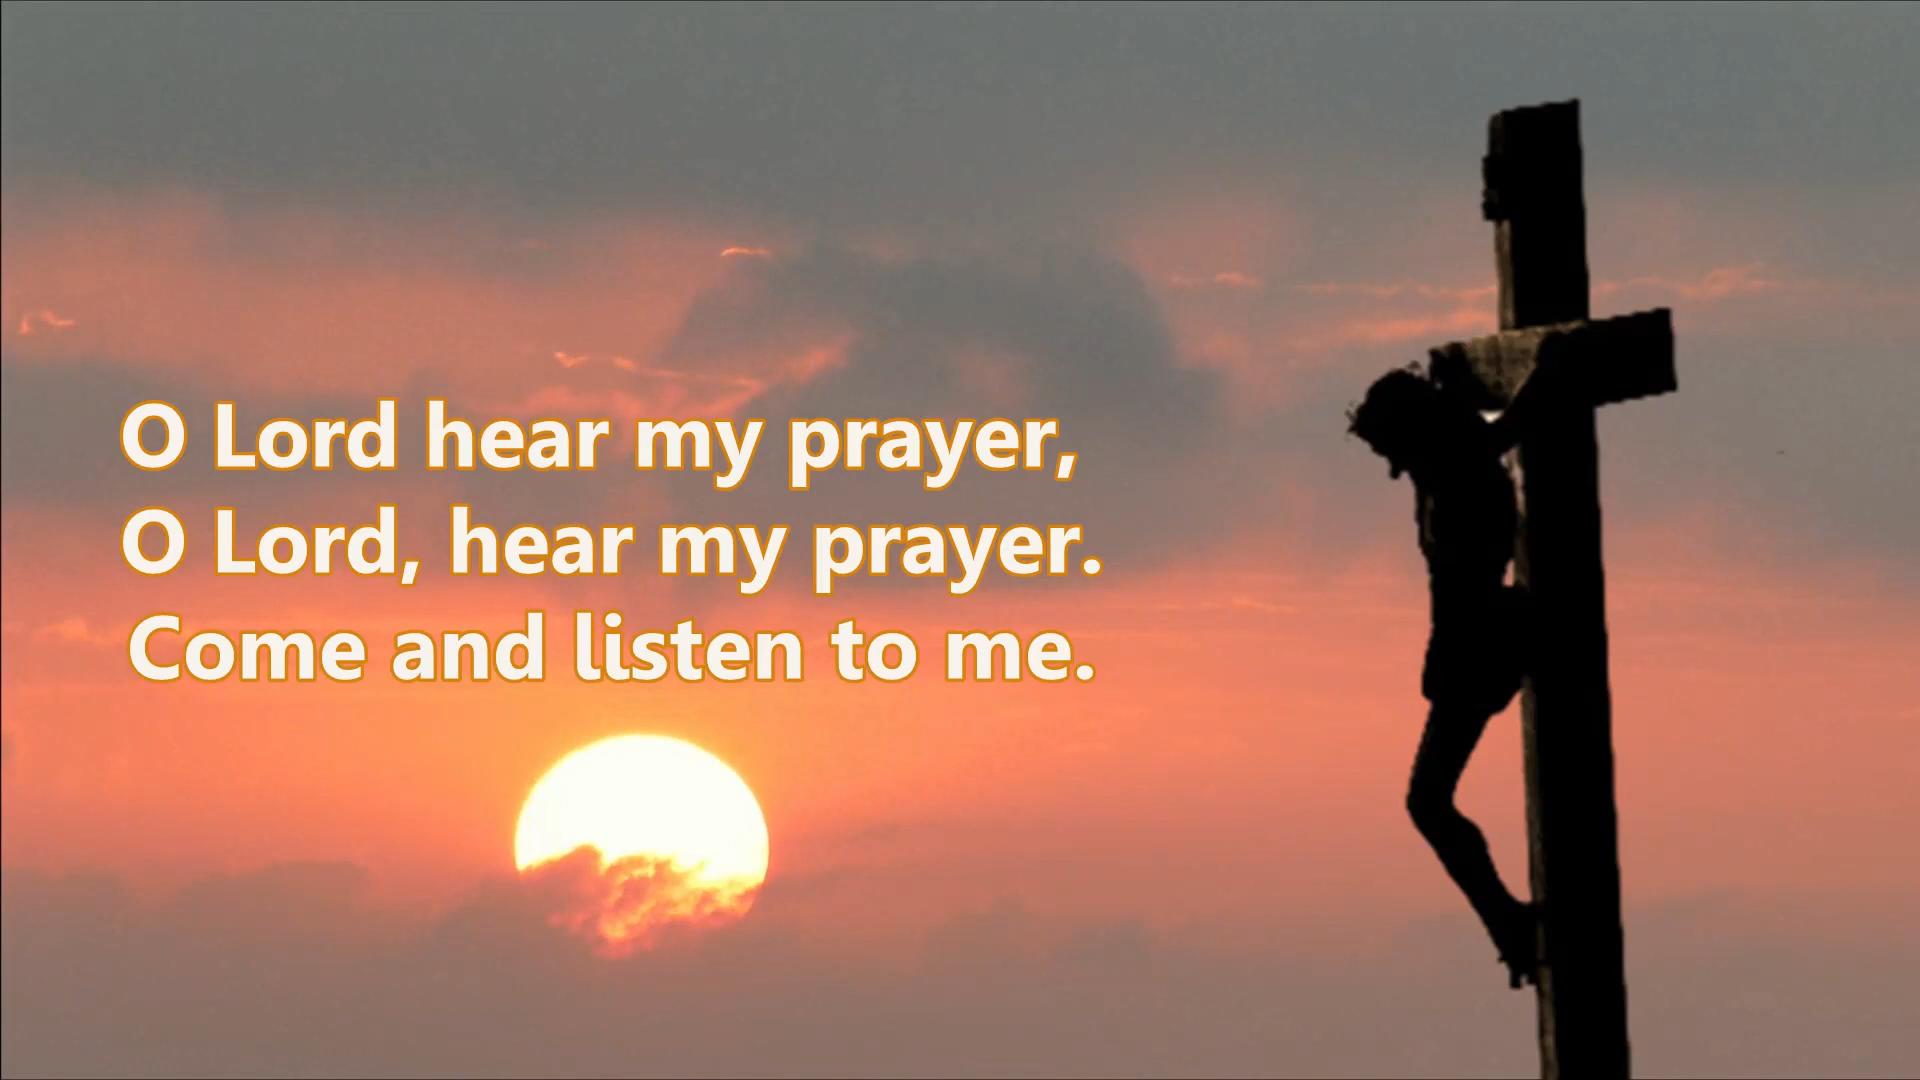 O Lord hear my prayer,
O Lord, hear my prayer.
Come and listen to me.